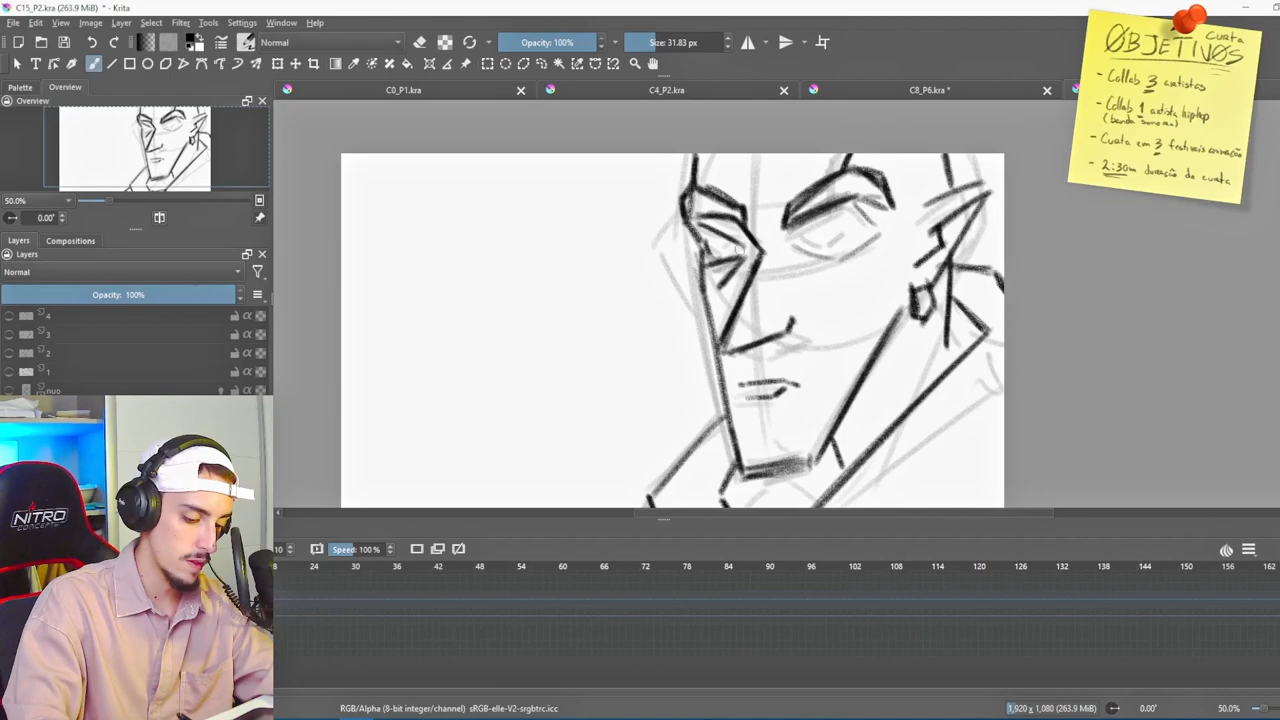 C15_P2.kra (263.9 MiB) * - Krita
File Edit View Image Layer Select Filter Tools Settings Window Help
Normal
Opacity: 100%
Size: 31.83 px
Palette
Overview
C0_P1.kra
C4_P2.kra
C8_P6.kra *
Overview
50.0%
0.00°
Layers
Compositions
Layers
Normal
Opacity: 100%
4
3
2
1
nuo
10
Speed: 100 %
24 30 36 42 48 54 60 66 72 78 84 90 96 102 108 114 120 126 132 138 144 150 156 162
RGB/Alpha (8-bit integer/channel) sRGB-elle-V2-srgbtrc.icc
1,920 x 1,080 (263.9 MiB)
0.00°
50.0%
NITRO
CONCEPTS
Curta
OBJETIVOS
- Collab 3 artistas
- Collab 1 artista hiphop
(banda sonora)
- Curta em 3 festivais animação
- 2:30m duração da curta